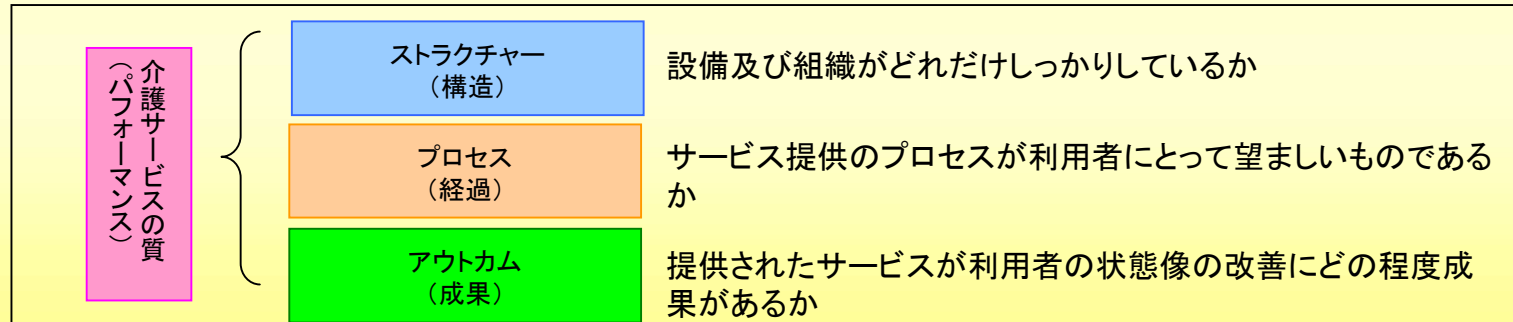 介護サービスの質
（パフォーマンス）
ストラクチャー
（構造）
設備及び組織がどれだけしっかりしているか
プロセス
（経過）
サービス提供のプロセスが利用者にとって望ましいものである
か
アウトカム
（成果）
提供されたサービスが利用者の状態像の改善にどの程度成
果があるか